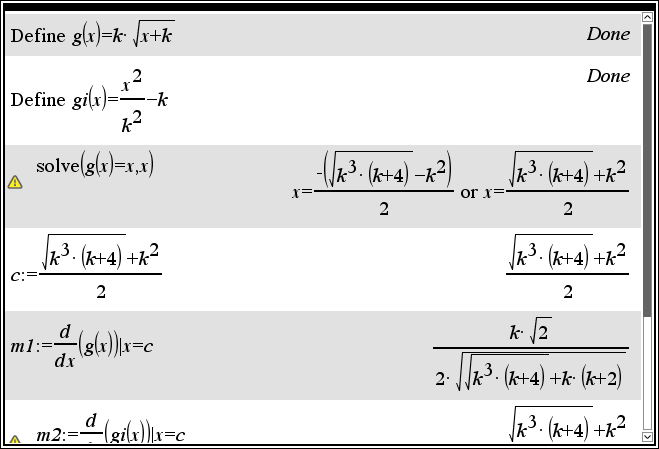 Define g(x)=k·√(x+k) Done
Define gi(x)=x²/k²−k Done
solve(g(x)=x,x) x=-(√(k³·(k+4))−k²)/2 or x=(√(k³·(k+4))+k²)/2
c:=(√(k³·(k+4))+k²)/2 (√(k³·(k+4))+k²)/2
m1:=d/dx(g(x))|x=c k·√2/(2·√(√(k³·(k+4))+k·(k+2)))
m2:=d/(gi(x))|x=c √(k³·(k+4))+k²